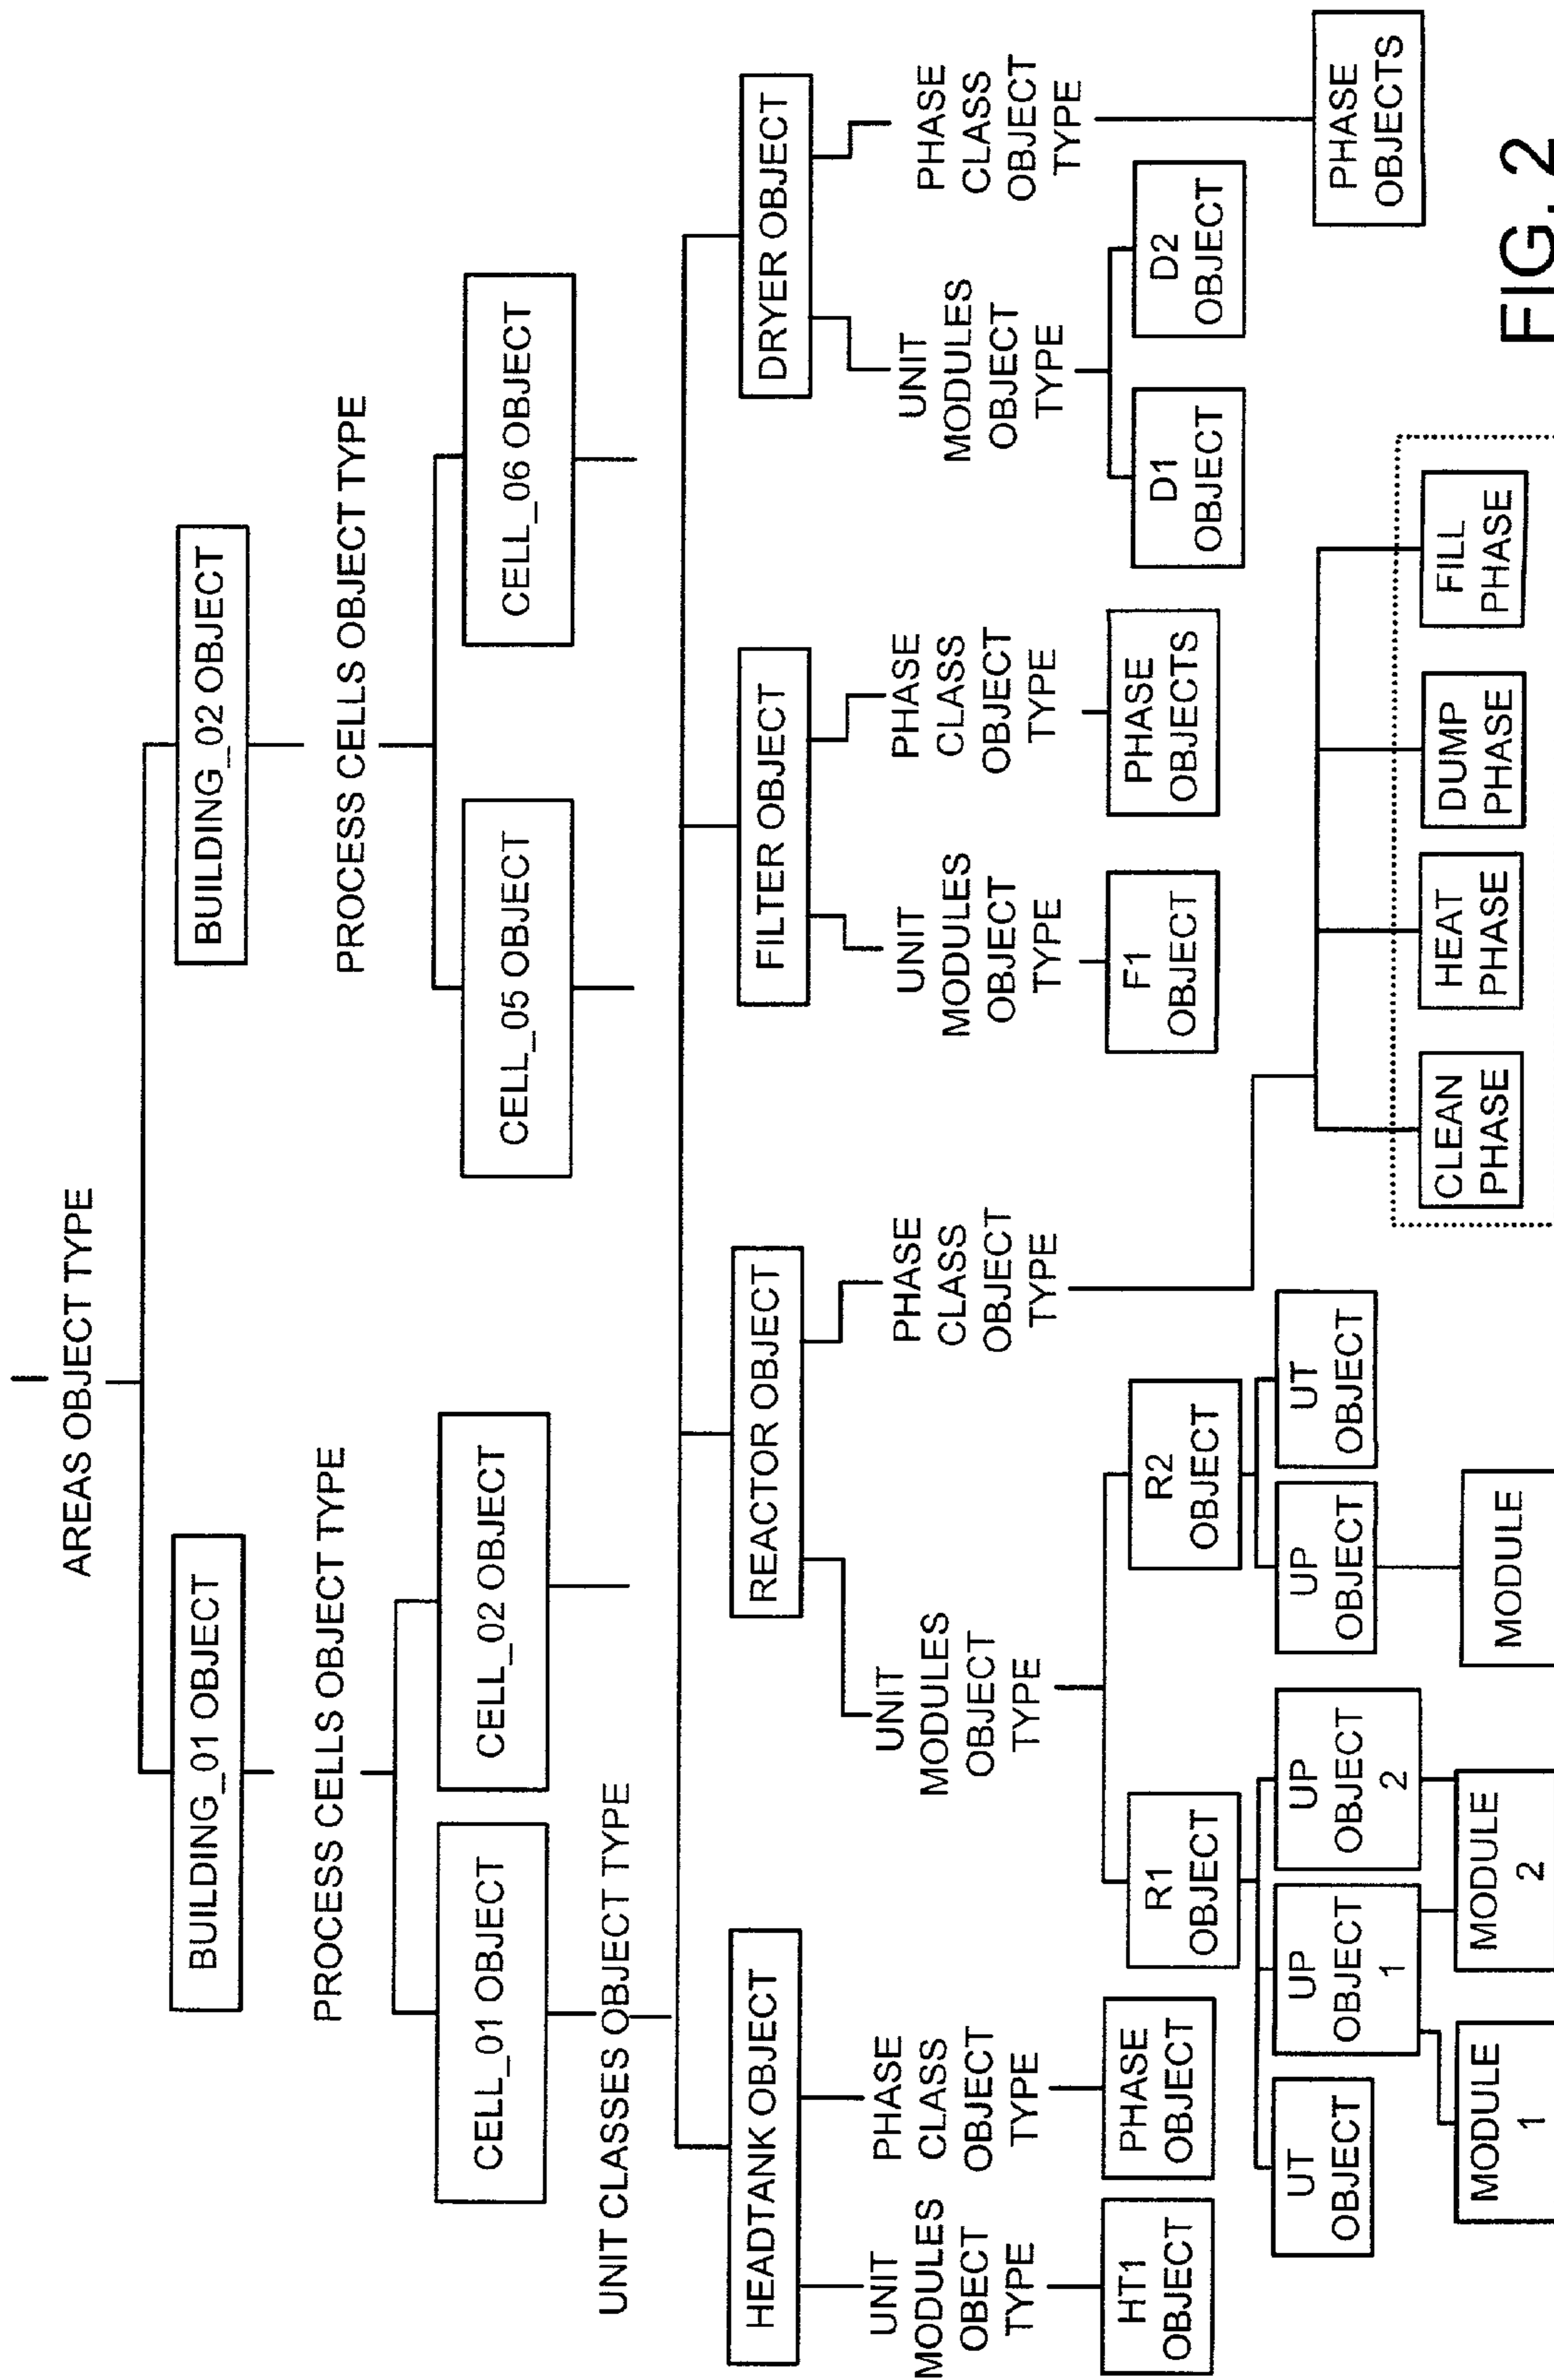 AREAS OBJECT TYPE
BUILDING_01 OBJECT
BUILDING_02 OBJECT
PROCESS CELLS OBJECT TYPE
PROCESS CELLS OBJECT TYPE
CELL_01 OBJECT
CELL_02 OBJECT
CELL_05 OBJECT
CELL_06 OBJECT
UNIT CLASSES OBJECT TYPE
HEADTANK OBJECT
REACTOR OBJECT
FILTER OBJECT
DRYER OBJECT
UNIT
MODULES
OBECT
TYPE
PHASE
CLASS
OBJECT
TYPE
UNIT
MODULES
OBJECT
TYPE
PHASE
CLASS
OBJECT
TYPE
UNIT
MODULES
OBJECT
TYPE
PHASE
CLASS
OBJECT
TYPE
UNIT
MODULES
OBJECT
TYPE
PHASE
CLASS
OBJECT
TYPE
HT1
OBJECT
PHASE
OBJECT
R1
OBJECT
R2
OBJECT
F1
OBJECT
PHASE
OBJECTS
D1
OBJECT
D2
OBJECT
UT
OBJECT
UP
OBJECT
1
UP
OBJECT
2
UP
OBJECT
UT
OBJECT
PHASE
OBJECTS
MODULE
1
MODULE
2
MODULE
CLEAN
PHASE
HEAT
PHASE
DUMP
PHASE
FILL
PHASE
FIG. 2